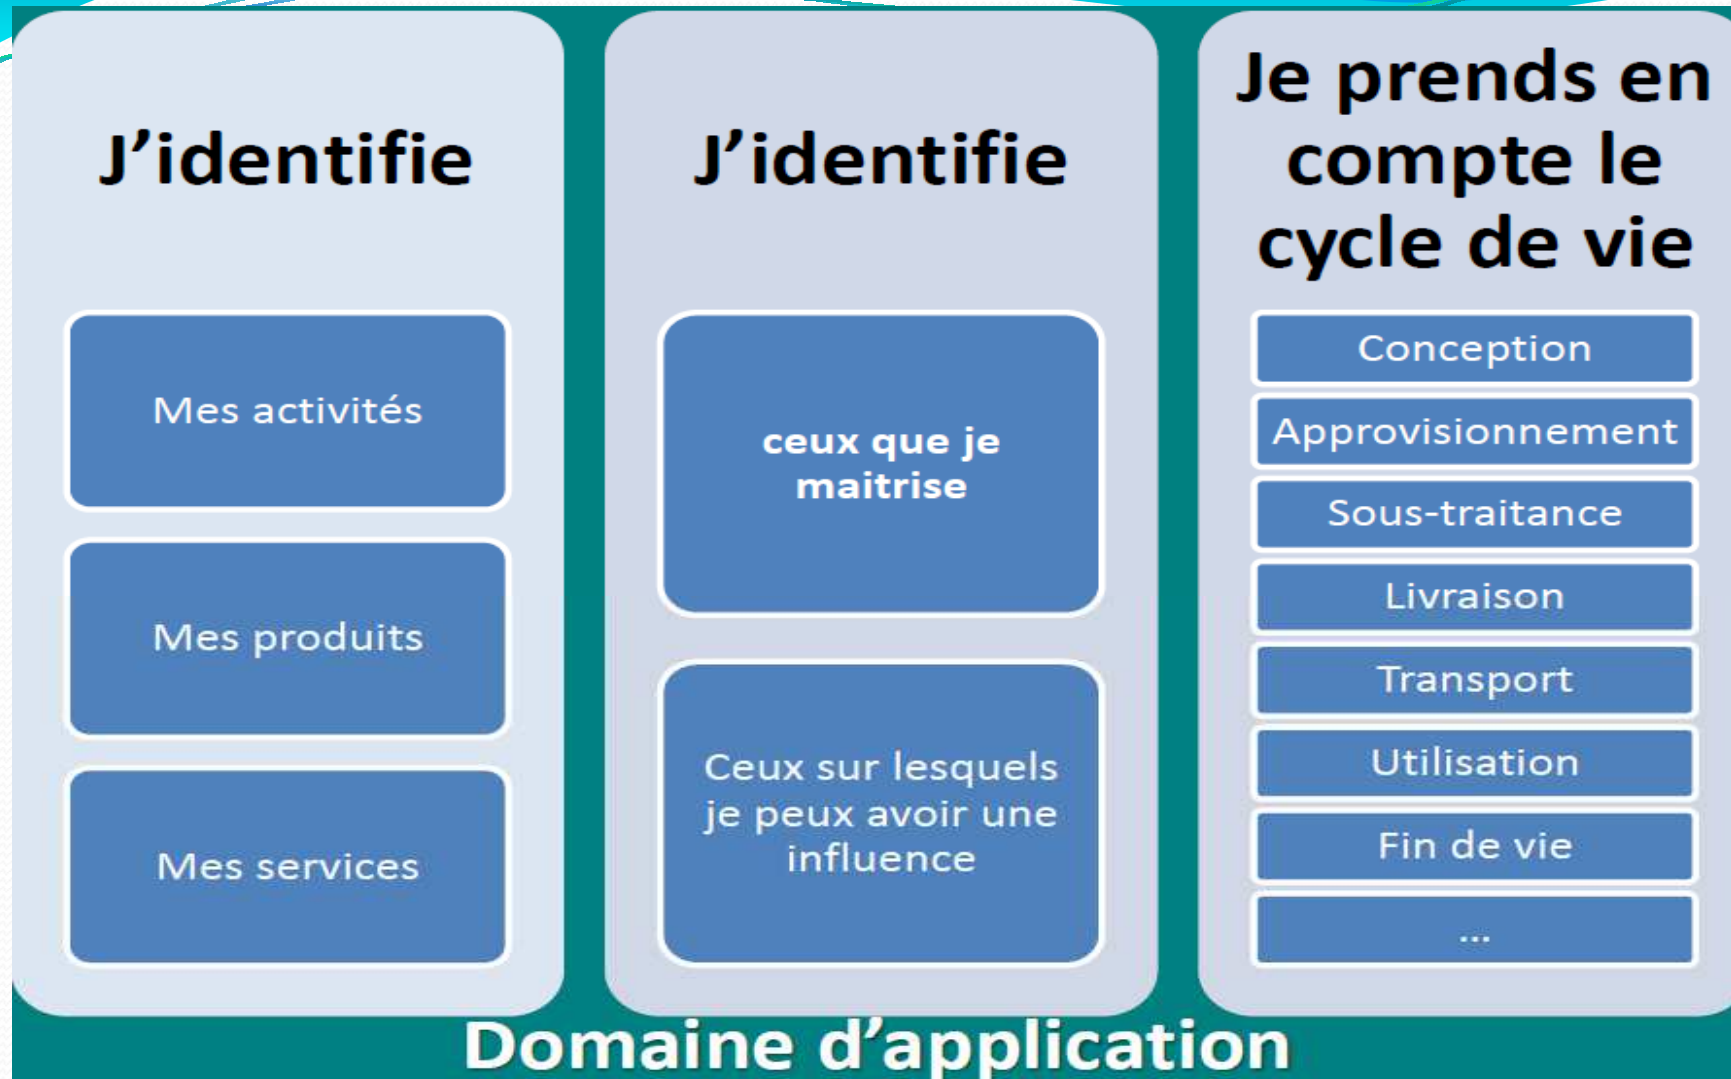 J’identifie
Mes activités
Mes produits
Mes services
J’identifie
ceux que je
maitrise
Ceux sur lesquels
je peux avoir une
influence
Je prends en
compte le
cycle de vie
Conception
Approvisionnement
Sous-traitance
Livraison
Transport
Utilisation
Fin de vie
...
Domaine d’application